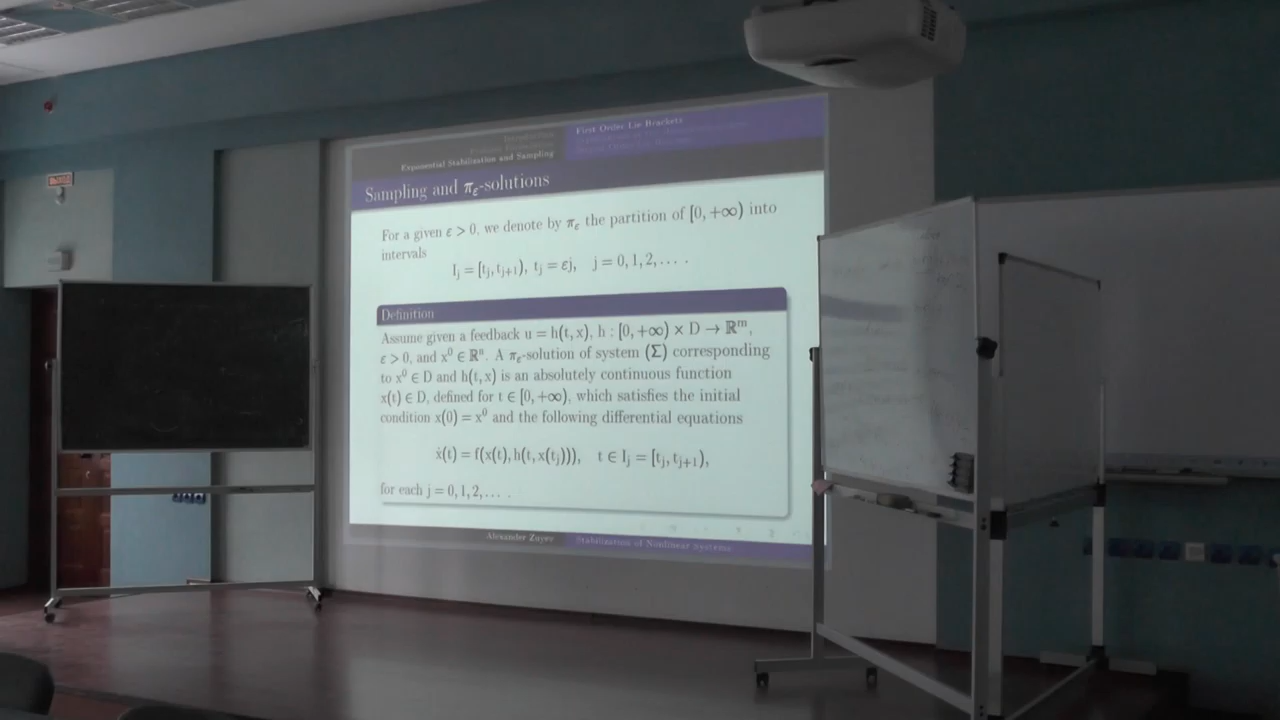 Exponential Stabilization and Sampling
First Order Lie Brackets
Sampling and πε-solutions
For a given ε > 0, we denote by πε the partition of [0, +∞) into
intervals
Ij = [tj, tj+1), tj = εj, j = 0, 1, 2, … .
Definition
Assume given a feedback u = h(t, x), h : [0, +∞) × D → ℝᵐ,
ε > 0, and x⁰ ∈ ℝⁿ. A πε-solution of system (Σ) corresponding
to x⁰ ∈ D and h(t, x) is an absolutely continuous function
x(t) ∈ D, defined for t ∈ [0, +∞), which satisfies the initial
condition x(0) = x⁰ and the following differential equations
ẋ(t) = f(x(t), h(t, x(tj))), t ∈ Ij = [tj, tj+1),
for each j = 0, 1, 2, … .
Alexander Zuyev
Stabilization of Nonlinear Systems